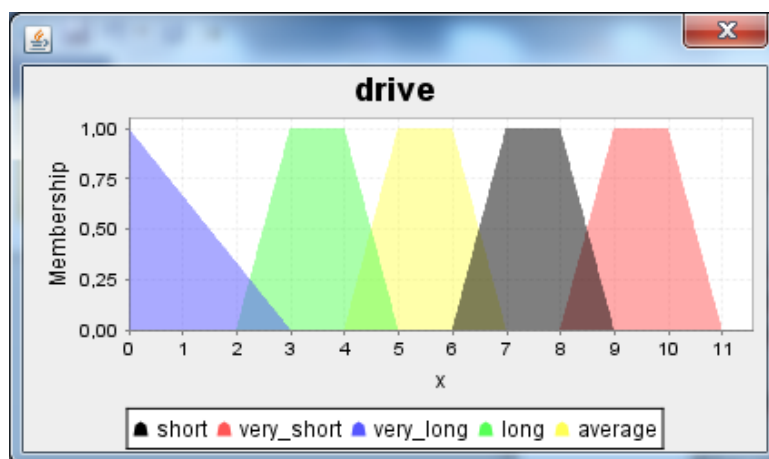 drive
Membership
1,00
0,75
0,50
0,25
0,00
0 1 2 3 4 5 6 7 8 9 10 11
x
short very_short very_long long average